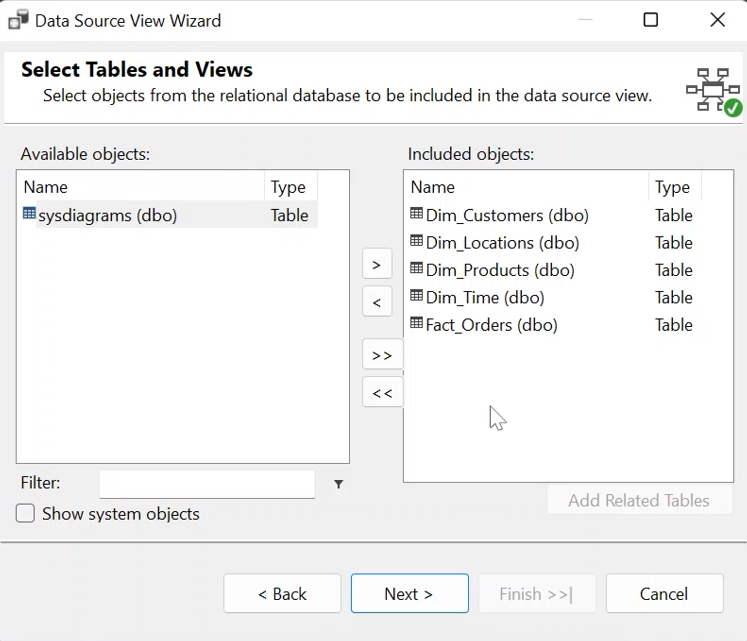 Data Source View Wizard
Select Tables and Views
Select objects from the relational database to be included in the data source view.
Available objects:
Name Type
sysdiagrams (dbo) Table
Filter:
Show system objects
>
<
>>
<<
Included objects:
Name Type
Dim_Customers (dbo) Table
Dim_Locations (dbo) Table
Dim_Products (dbo) Table
Dim_Time (dbo) Table
Fact_Orders (dbo) Table
Add Related Tables
< Back Next > Finish >>| Cancel